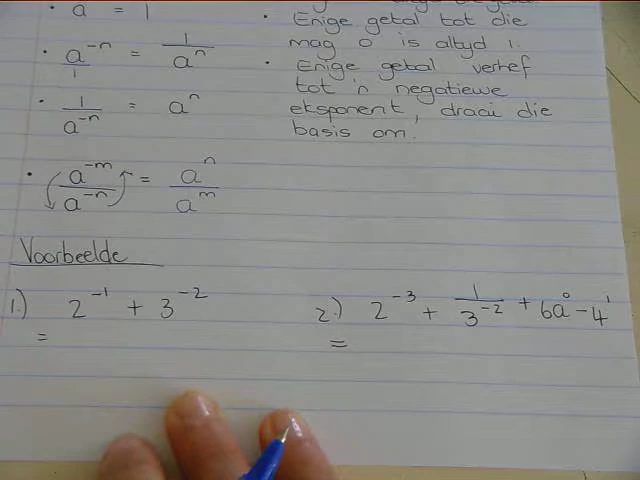 • a⁰ = 1
• a⁻ⁿ/1 = 1/aⁿ
• 1/a⁻ⁿ = aⁿ
• a⁻ᵐ/a⁻ⁿ = aⁿ/aᵐ
• Enige getal tot die
mag 0 is altyd 1.
• Enige getal verhef
tot 'n negatiewe
eksponent, draai die
basis om.
Voorbeelde
1.) 2⁻¹ + 3⁻²
=
2.) 2⁻³ + 1/3⁻² + 6a⁰ - 4¹
=